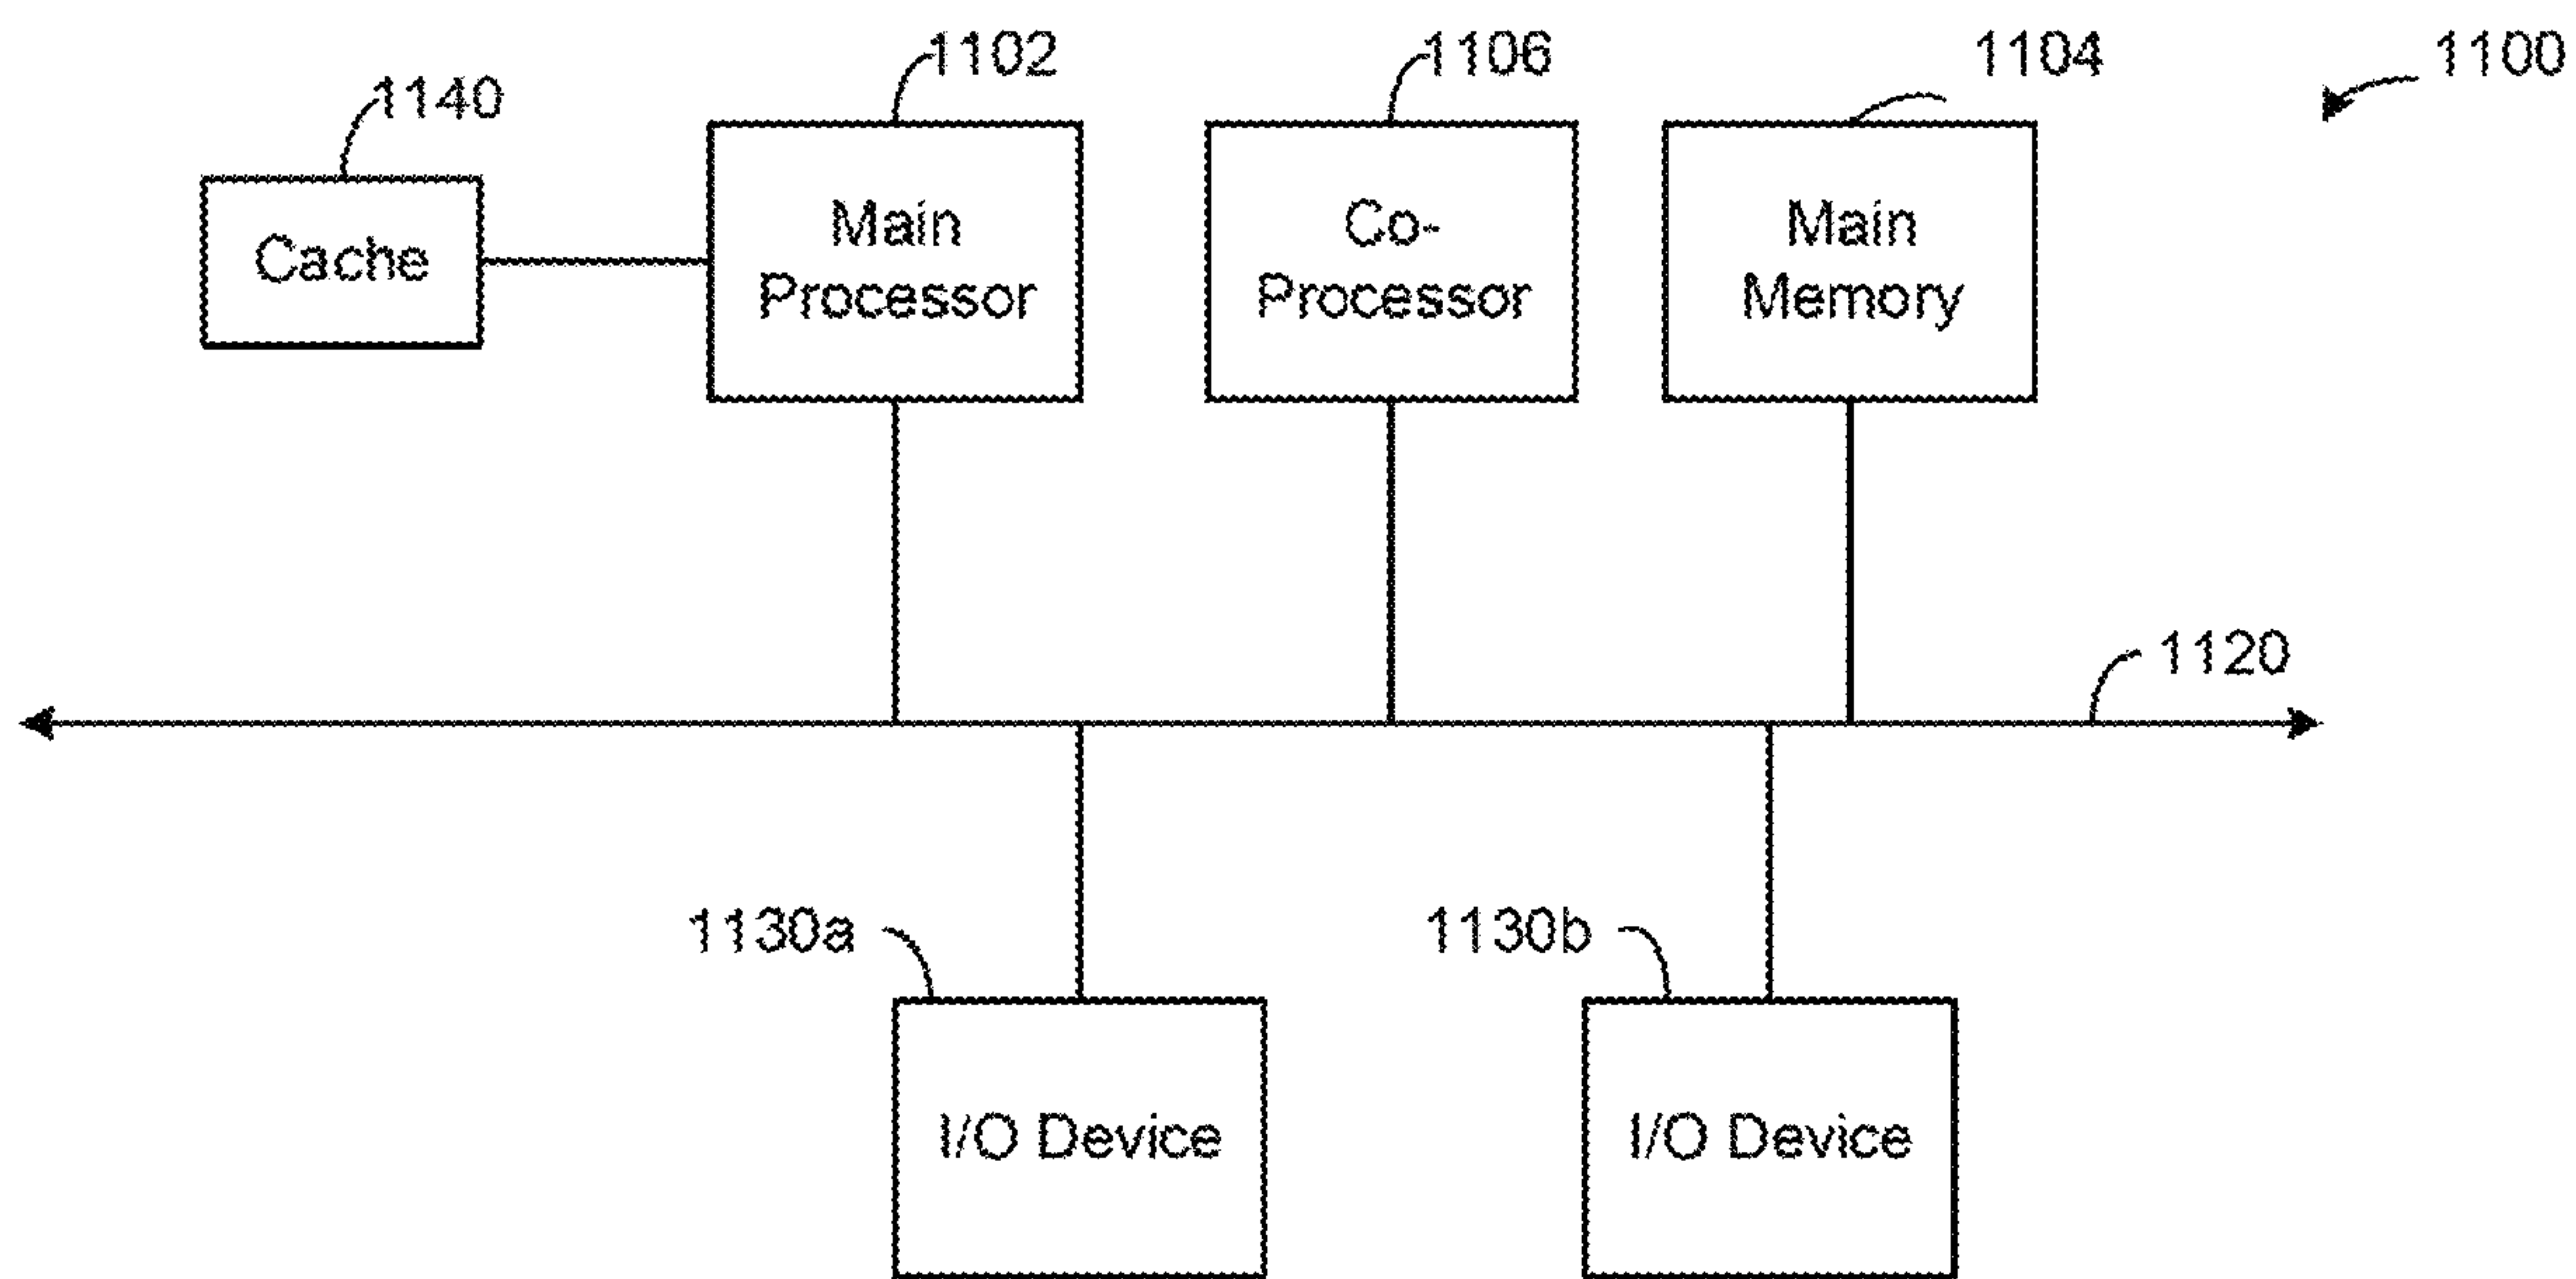 1102
1106
1104
1100
1140
Cache
Main
Processor
Co-
Processor
Main
Memory
1120
1130a
1130b
I/O Device
I/O Device